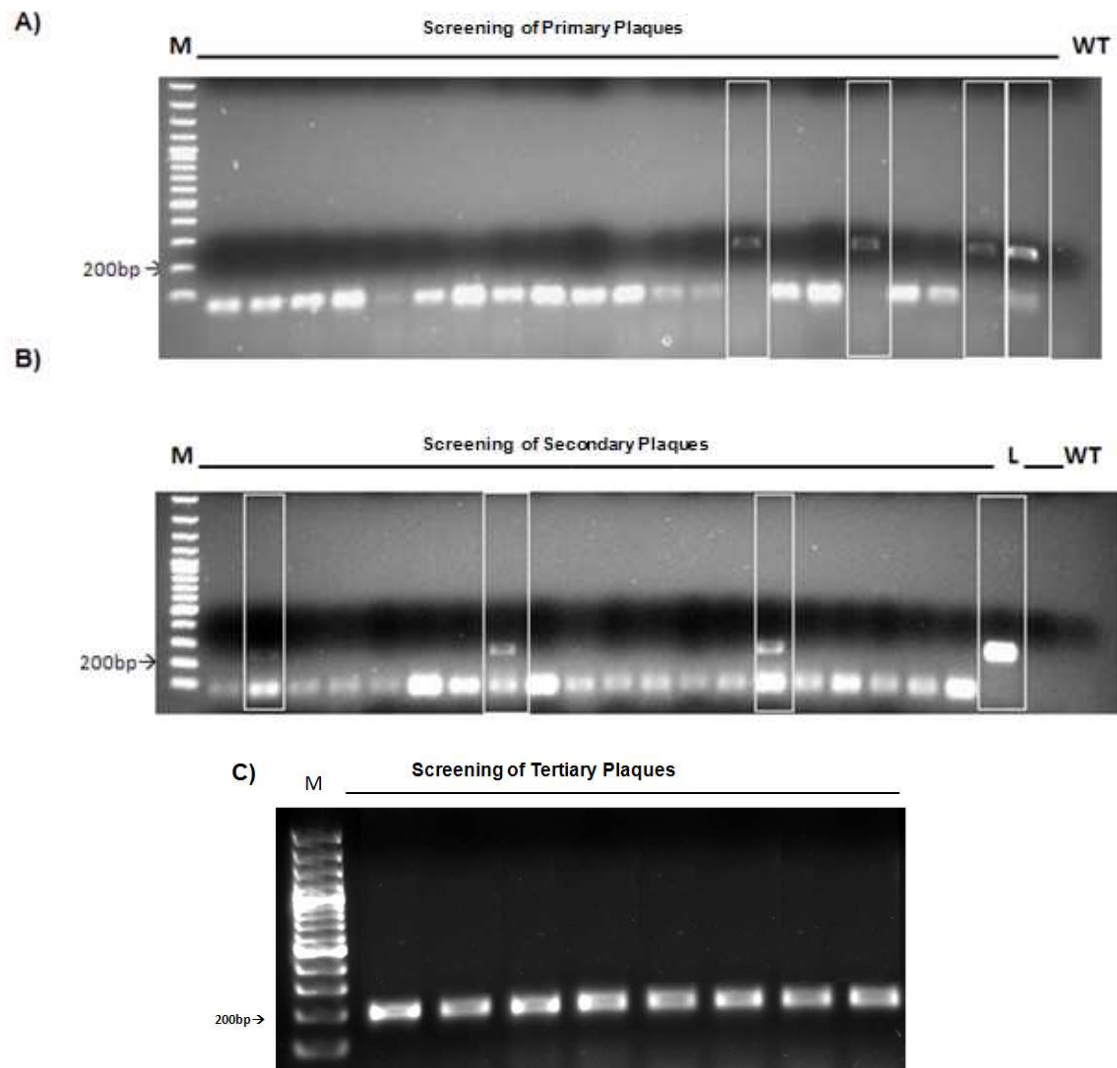 A)
Screening of Primary Plaques
M WT
200bp→
B)
Screening of Secondary Plaques
M L WT
200bp→
C)
Screening of Tertiary Plaques
M
200bp→